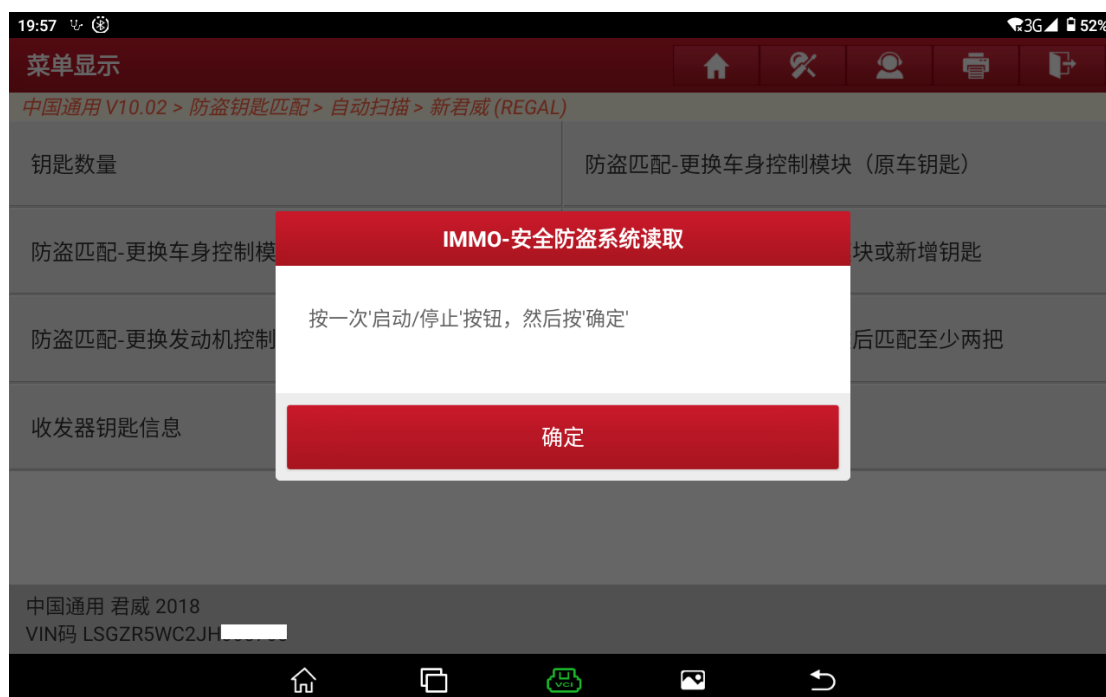 19:57
3G
52%
菜单显示
中国通用 V10.02 > 防盗钥匙匹配 > 自动扫描 > 新君威 (REGAL)
钥匙数量
防盗匹配-更换车身控制模块（原车钥匙）
防盗匹配-更换车身控制模
IMMO-安全防盗系统读取
块或新增钥匙
按一次'启动/停止'按钮，然后按'确定'
防盗匹配-更换发动机控制
后匹配至少两把
收发器钥匙信息
确定
中国通用 君威 2018
VIN码 LSGZR5WC2JH
VCI